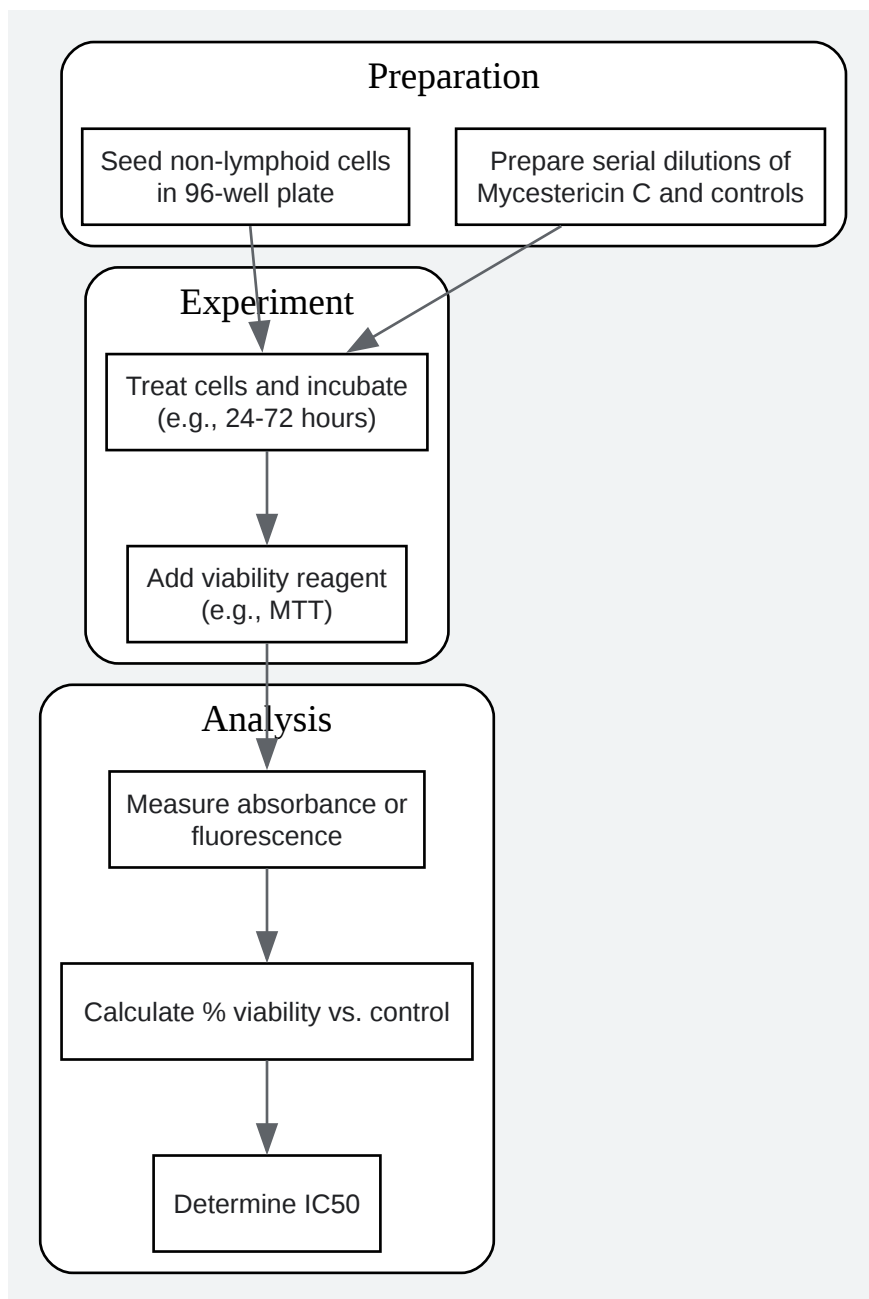 Preparation
Seed non-lymphoid cells
in 96-well plate
Prepare serial dilutions of
Mycestericin C and controls
Experiment
Treat cells and incubate
(e.g., 24-72 hours)
Add viability reagent
(e.g., MTT)
Analysis
Measure absorbance or
fluorescence
Calculate % viability vs. control
Determine IC50